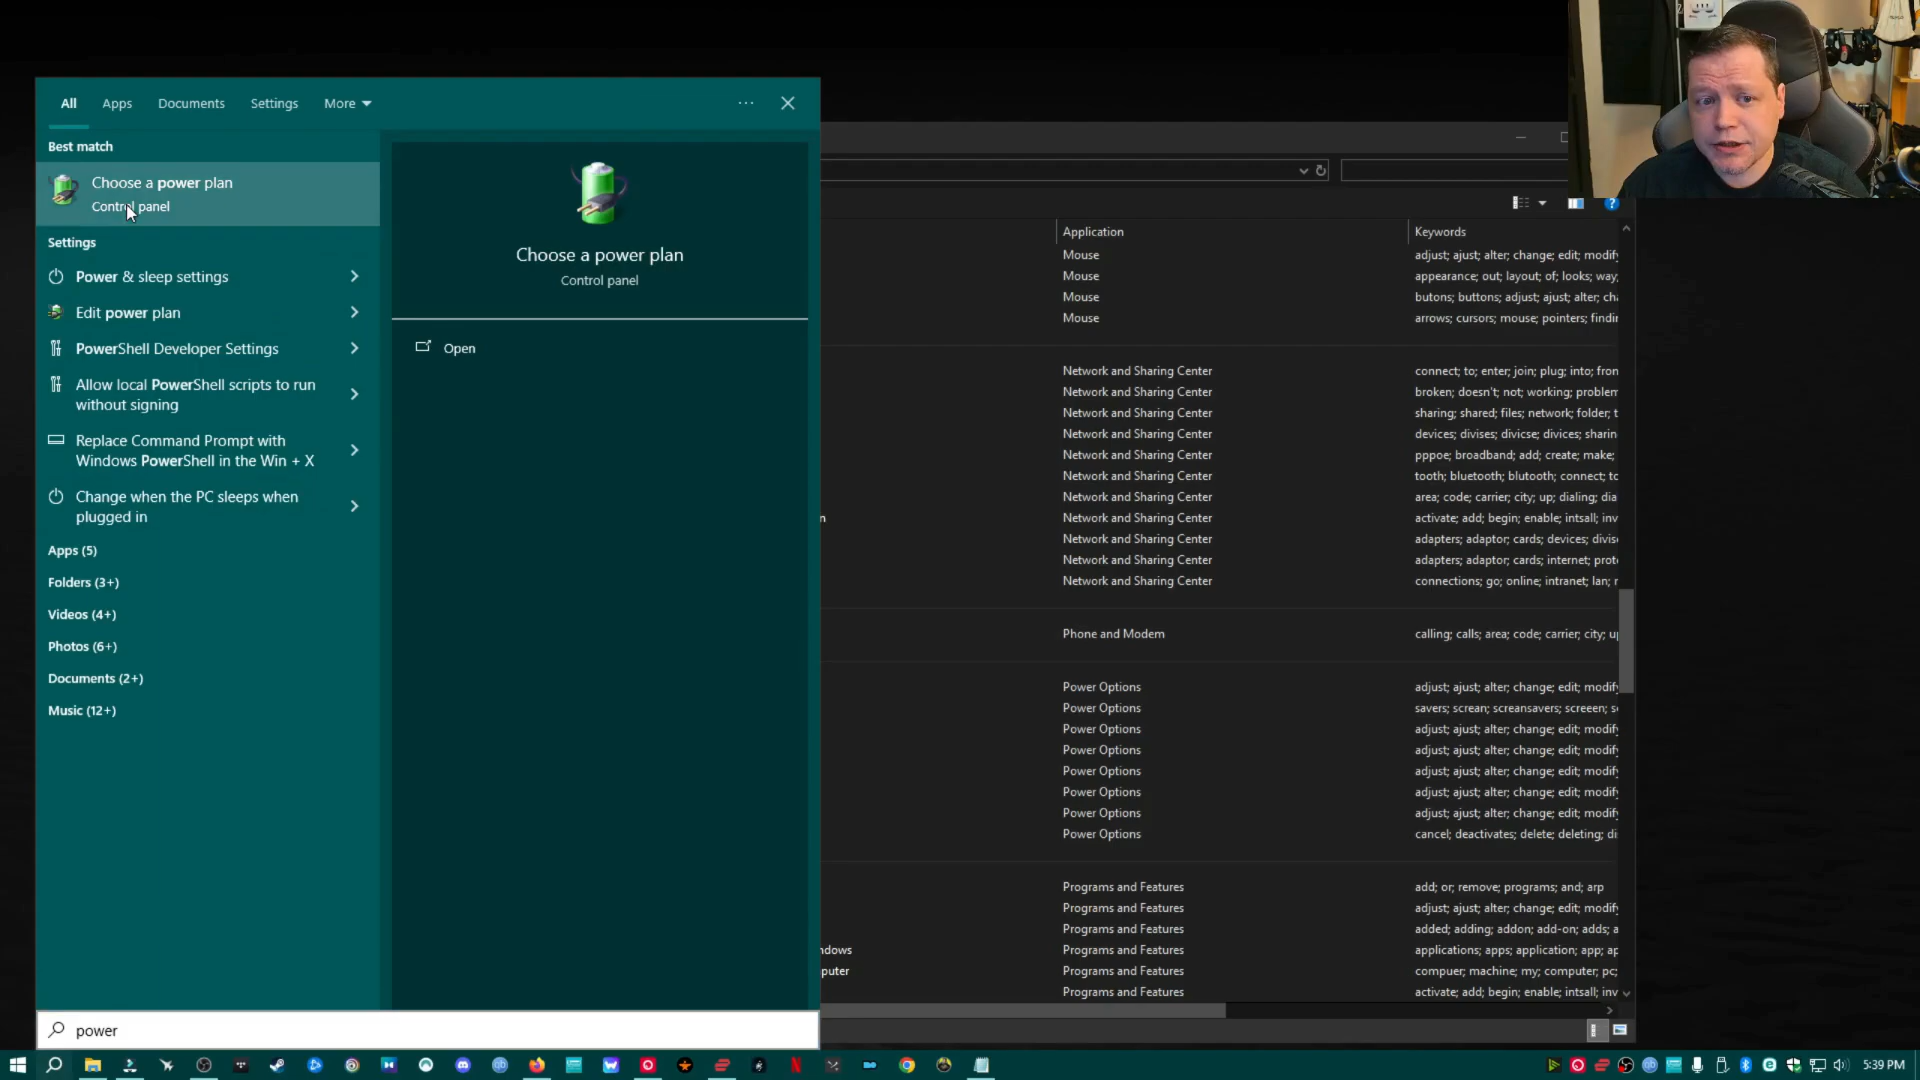 All Apps Documents Settings More
Best match
Choose a power plan
Control panel
Settings
Power & sleep settings
Edit power plan
PowerShell Developer Settings
Allow local PowerShell scripts to run
without signing
Replace Command Prompt with
Windows PowerShell in the Win + X
Change when the PC sleeps when
plugged in
Apps (5)
Folders (3+)
Videos (4+)
Photos (6+)
Documents (2+)
Music (12+)
power
Choose a power plan
Control panel
Open
Application Keywords
Mouse adjust; ajust; alter; change; edit; modify
Mouse appearance; out; layout; of; looks; way;
Mouse butons; buttons; adjust; ajust; alter; cha
Mouse arrows; cursors; mouse; pointers; findin
Network and Sharing Center connect; to; enter; join; plug; into; from
Network and Sharing Center broken; doesn't; not; working; problem
Network and Sharing Center sharing; shared; files; network; folder; t
Network and Sharing Center devices; divises; divicse; divices; sharin
Network and Sharing Center pppoe; broadband; add; create; make;
Network and Sharing Center tooth; bluetooth; blutooth; connect; to
Network and Sharing Center area; code; carrier; city; up; dialing; dia
n Network and Sharing Center activate; add; begin; enable; intsall; inv
Network and Sharing Center adapters; adaptor; cards; devices; divise
Network and Sharing Center adapters; adaptor; cards; internet; proto
Network and Sharing Center connections; go; online; intranet; lan;
Phone and Modem calling; calls; area; code; carrier; city; up
Power Options adjust; ajust; alter; change; edit; modify
Power Options savers; screan; screansavers; screeen; s
Power Options adjust; ajust; alter; change; edit; modify
Power Options adjust; ajust; alter; change; edit; modify
Power Options adjust; ajust; alter; change; edit; modify
Power Options adjust; ajust; alter; change; edit; modify
Power Options adjust; ajust; alter; change; edit; modify
Power Options cancel; deactivates; delete; deleting; di
Programs and Features add; or; remove; programs; and; arp
Programs and Features adjust; ajust; alter; change; edit; modify
Programs and Features added; adding; addon; add-on; adds; a
ndows Programs and Features applications; apps; application; app; ap
puter Programs and Features compuer; machine; my; computer; pc;
Programs and Features activate; add; begin; enable; intsall; inv
5:39 PM